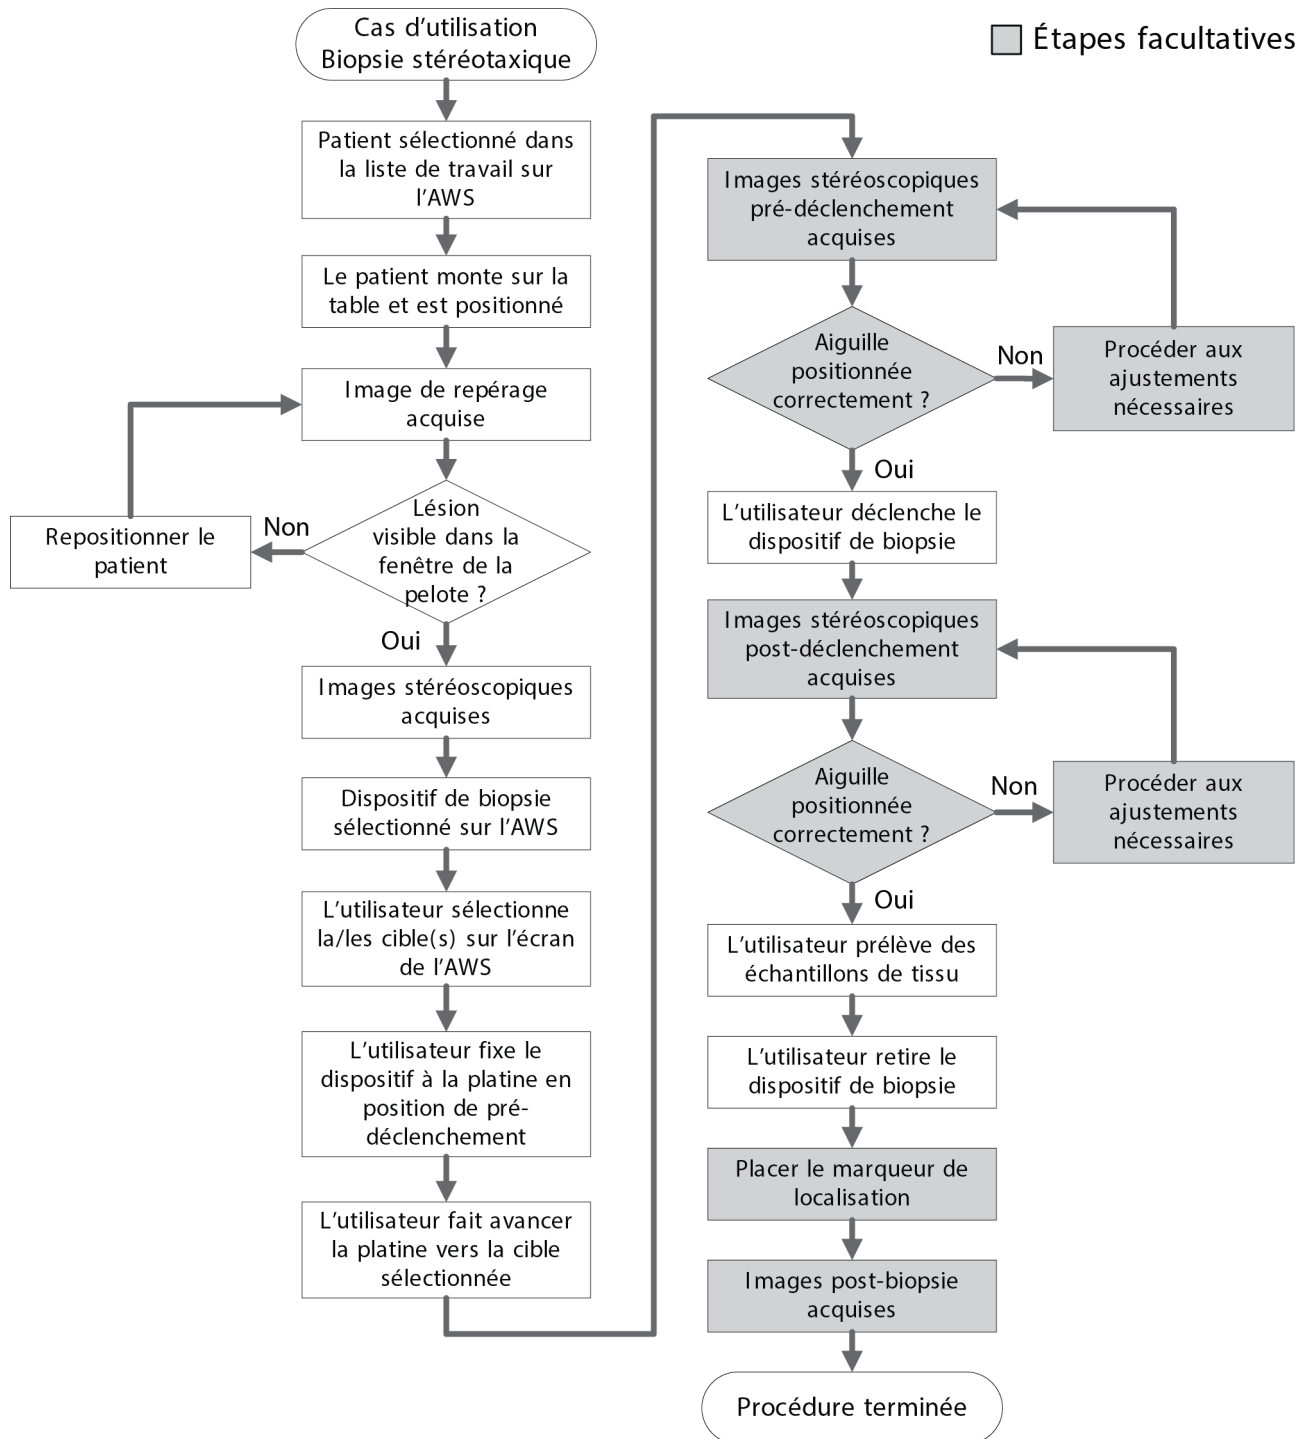 Cas d'utilisation
Biopsie stéréotaxique
Étapes facultatives
Patient sélectionné dans
la liste de travail sur
l'AWS
Le patient monte sur la
table et est positionné
Image de repérage
acquise
Lésion
visible dans la
fenêtre de la
pelote ?
Non
Repositionner le
patient
Oui
Images stéréoscopiques
acquises
Dispositif de biopsie
sélectionné sur l'AWS
L'utilisateur sélectionne
la/les cible(s) sur l'écran
de l'AWS
L'utilisateur fixe le
dispositif à la platine en
position de pré-
déclenchement
L'utilisateur fait avancer
la platine vers la cible
sélectionnée
Images stéréoscopiques
pré-déclenchement
acquises
Aiguille
positionnée
correctement ?
Non
Procéder aux
ajustements
nécessaires
Oui
L'utilisateur déclenche le
dispositif de biopsie
Images stéréoscopiques
post-déclenchement
acquises
Aiguille
positionnée
correctement ?
Non
Procéder aux
ajustements
nécessaires
Oui
L'utilisateur prélève des
échantillons de tissu
L'utilisateur retire le
dispositif de biopsie
Placer le marqueur de
localisation
Images post-biopsie
acquises
Procédure terminée